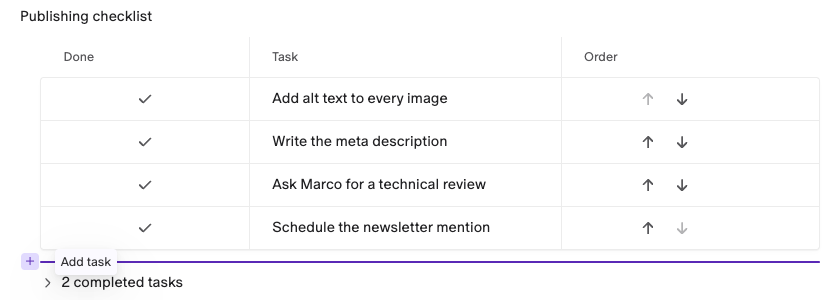 Publishing checklist
Done Task Order
Add alt text to every image
Write the meta description
Ask Marco for a technical review
Schedule the newsletter mention
Add task
2 completed tasks